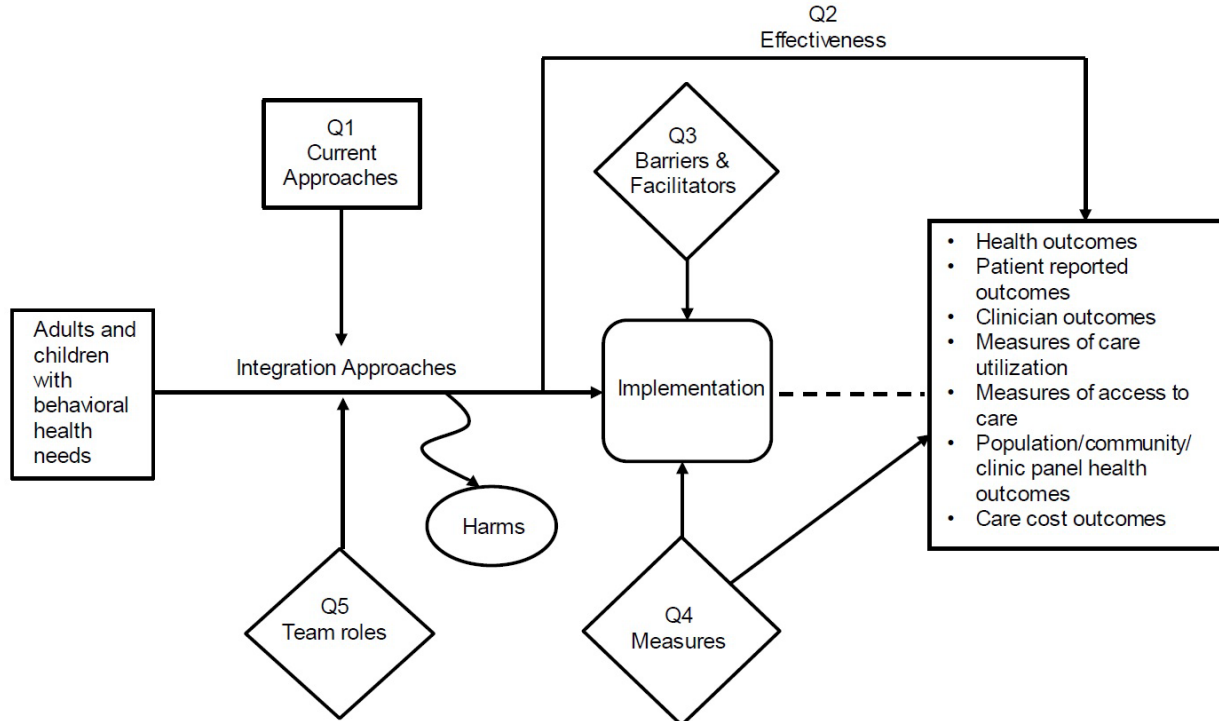 Q2
Effectiveness
Q1
Current
Approaches
Q3
Barriers &
Facilitators
• Health outcomes
• Patient reported
outcomes
• Clinician outcomes
• Measures of care
utilization
• Measures of access to
care
• Population/community/
clinic panel health
outcomes
• Care cost outcomes
Adults and
children
with
behavioral
health
needs
Integration Approaches
Implementation
Harms
Q5
Team roles
Q4
Measures